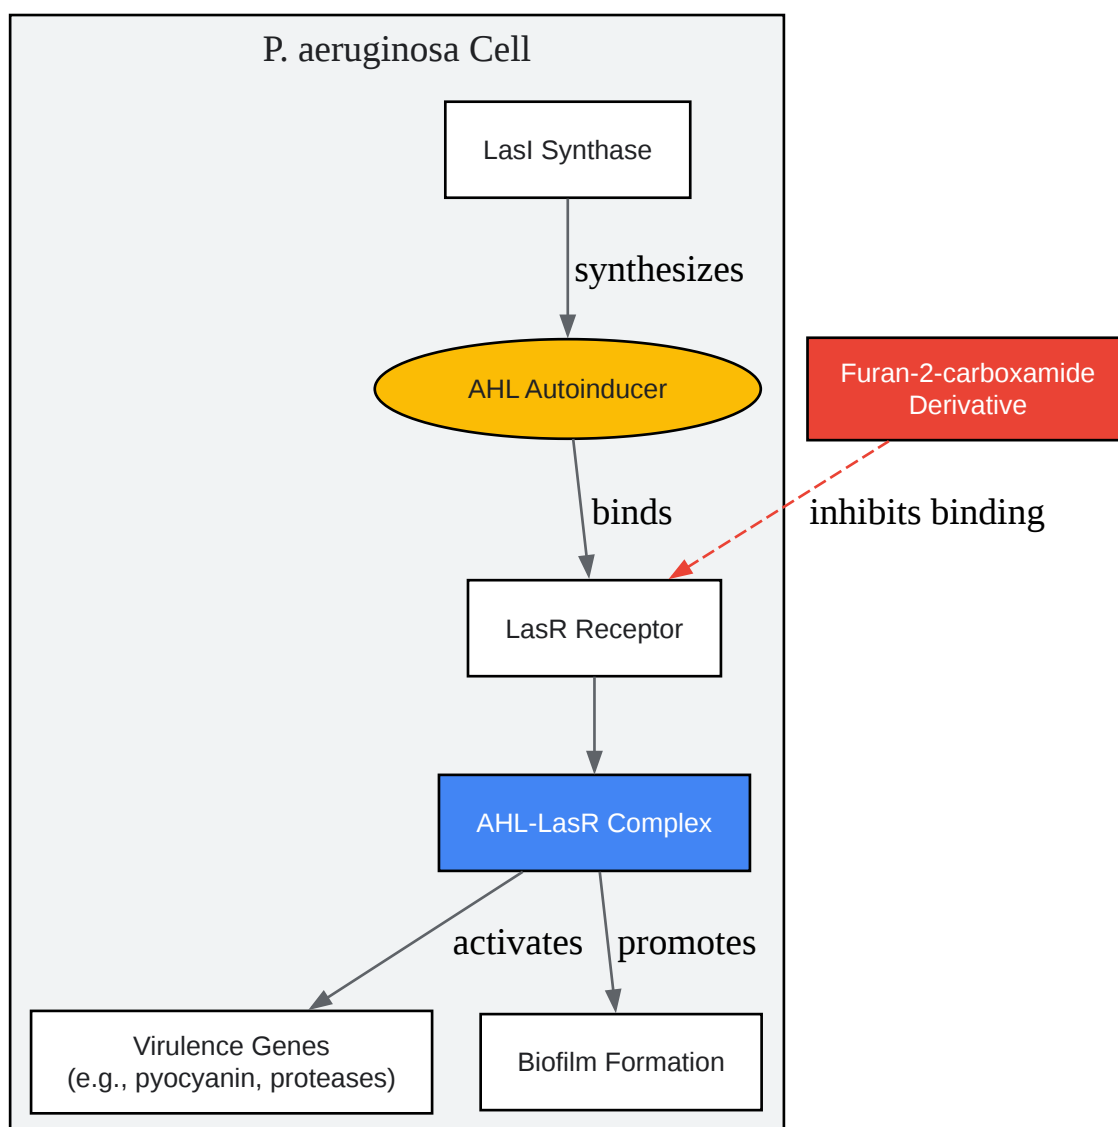 P. aeruginosa Cell
LasI Synthase
synthesizes
AHL Autoinducer
Furan-2-carboxamide
Derivative
binds
inhibits binding
LasR Receptor
AHL-LasR Complex
activates
promotes
Virulence Genes
(e.g., pyocyanin, proteases)
Biofilm Formation